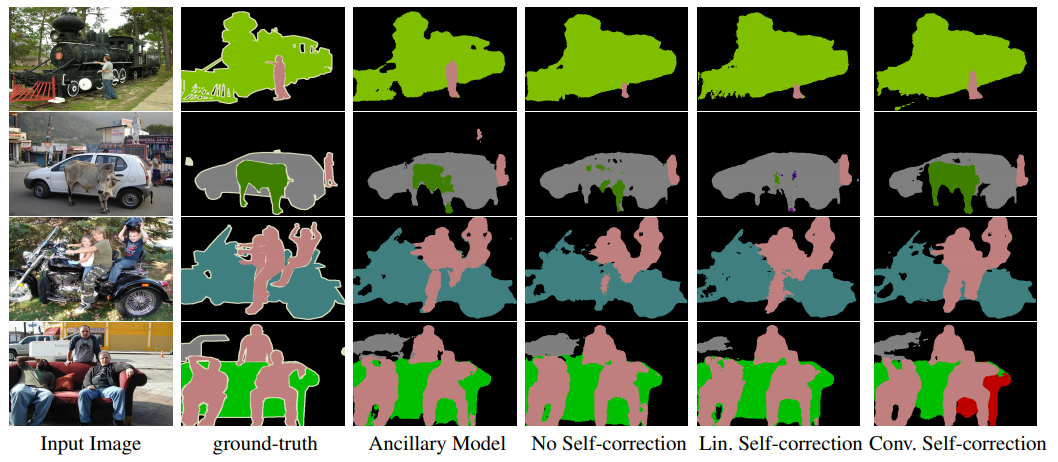 Input Image ground-truth Ancillary Model No Self-correction Lin. Self-correction Conv. Self-correction